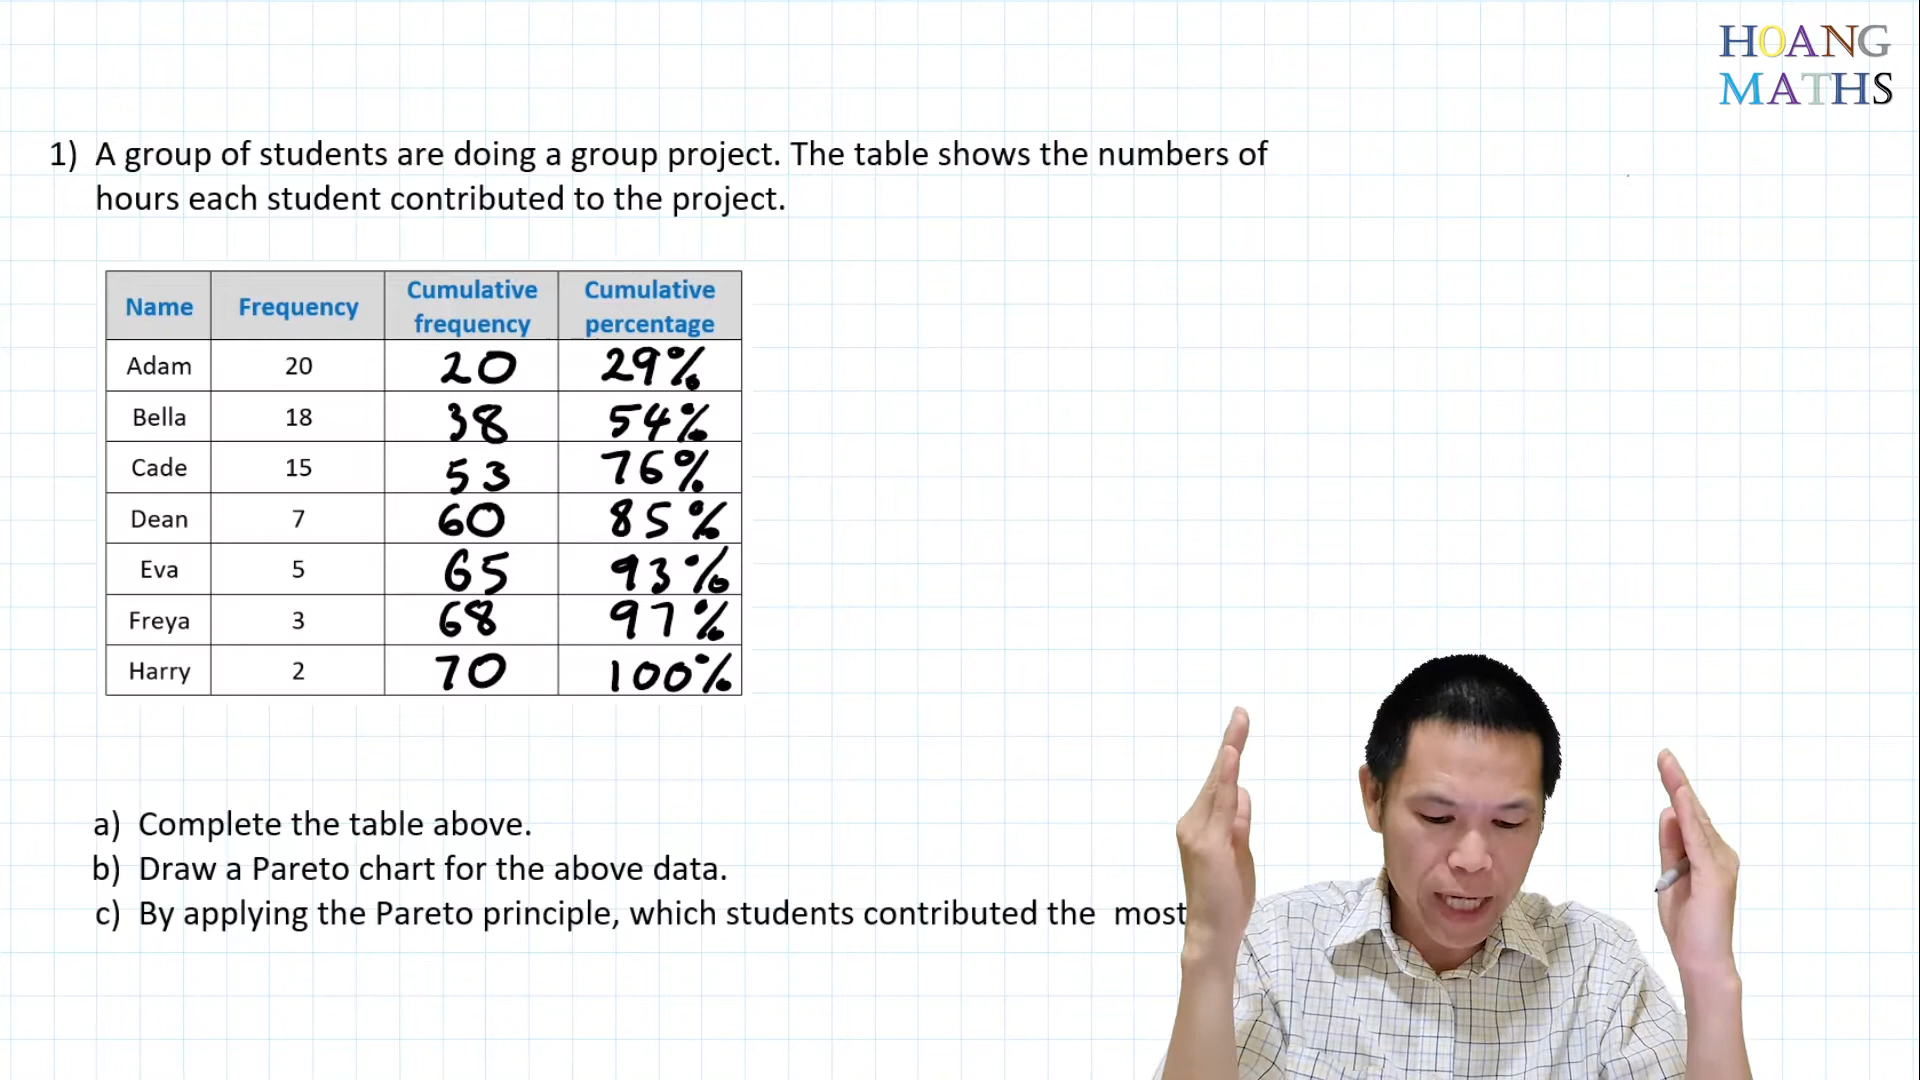 HOANG
MATHS
1) A group of students are doing a group project. The table shows the numbers of
hours each student contributed to the project.
Name Frequency Cumulative frequency Cumulative percentage
Adam 20 20 29%
Bella 18 38 54%
Cade 15 53 76%
Dean 7 60 85%
Eva 5 65 93%
Freya 3 68 97%
Harry 2 70 100%
a) Complete the table above.
b) Draw a Pareto chart for the above data.
c) By applying the Pareto principle, which students contributed the most